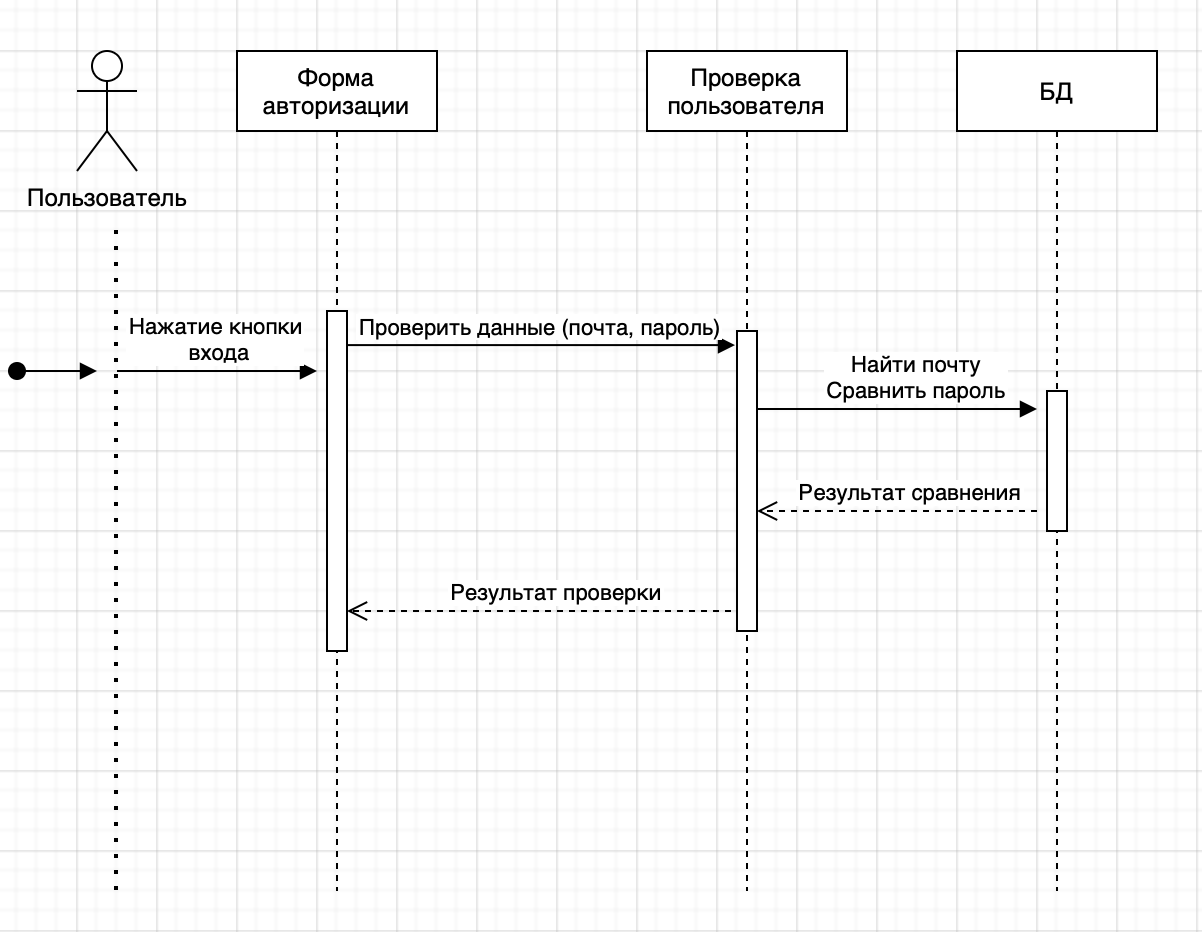 Форма
авторизации
Проверка
пользователя
БД
Пользователь
Нажатие кнопки
входа
Проверить данные (почта, пароль)
Найти почту
Сравнить пароль
Результат сравнения
Результат проверки